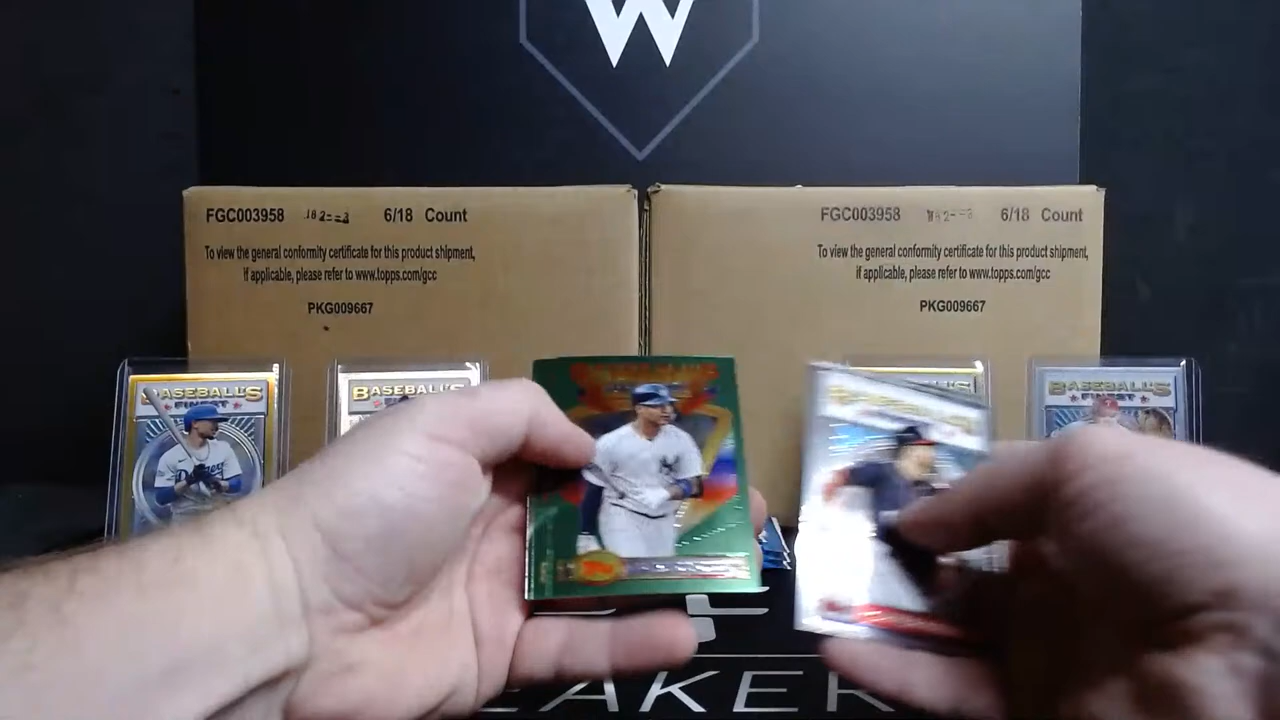 W
FGC003958 6/18 Count
To view the general conformity certificate for this product shipment,
if applicable, please refer to www.topps.com/gcc
PKG009667
FGC003958 6/18 Count
To view the general conformity certificate for this product shipment,
if applicable, please refer to www.topps.com/gcc
PKG009667
BASEBALL'S
FINEST
Dodgers
BASEBALL'S
BASEBALL'S
FINEST
EAKER